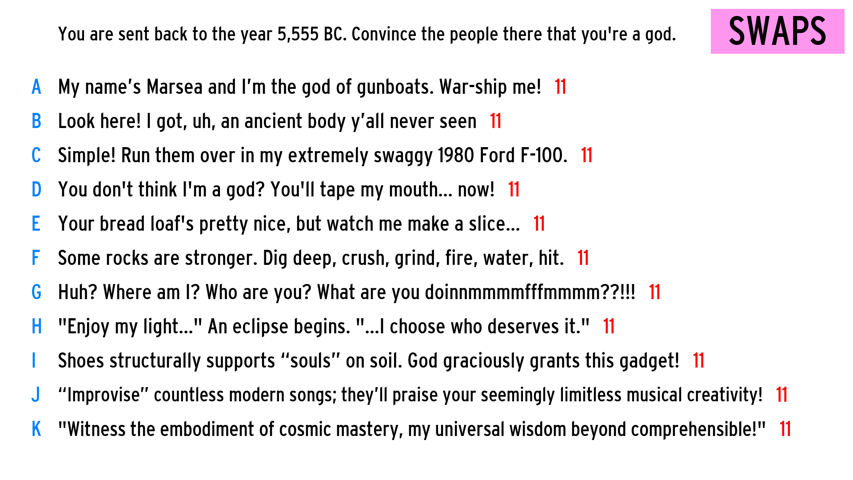 You are sent back to the year 5,555 BC. Convince the people there that you're a god.
SWAPS
A My name's Marsea and I'm the god of gunboats. War-ship me! 11
B Look here! I got, uh, an ancient body y'all never seen 11
C Simple! Run them over in my extremely swaggy 1980 Ford F-100. 11
D You don't think I'm a god? You'll tape my mouth... now! 11
E Your bread loaf's pretty nice, but watch me make a slice... 11
F Some rocks are stronger. Dig deep, crush, grind, fire, water, hit. 11
G Huh? Where am I? Who are you? What are you doinnmmmmfffmmmm??!!! 11
H "Enjoy my light..." An eclipse begins. "...I choose who deserves it." 11
I Shoes structurally supports “souls” on soil. God graciously grants this gadget! 11
J “Improvise” countless modern songs; they'll praise your seemingly limitless musical creativity! 11
K "Witness the embodiment of cosmic mastery, my universal wisdom beyond comprehensible!" 11